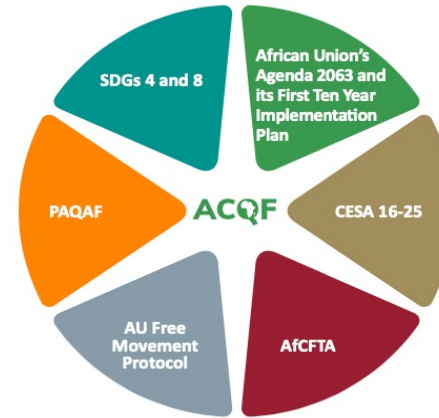 SDGs 4 and 8
African Union's
Agenda 2063 and
its First Ten Year
Implementation
Plan
PAQAF
ACQF
CESA 16-25
AU Free
Movement
Protocol
AfCFTA